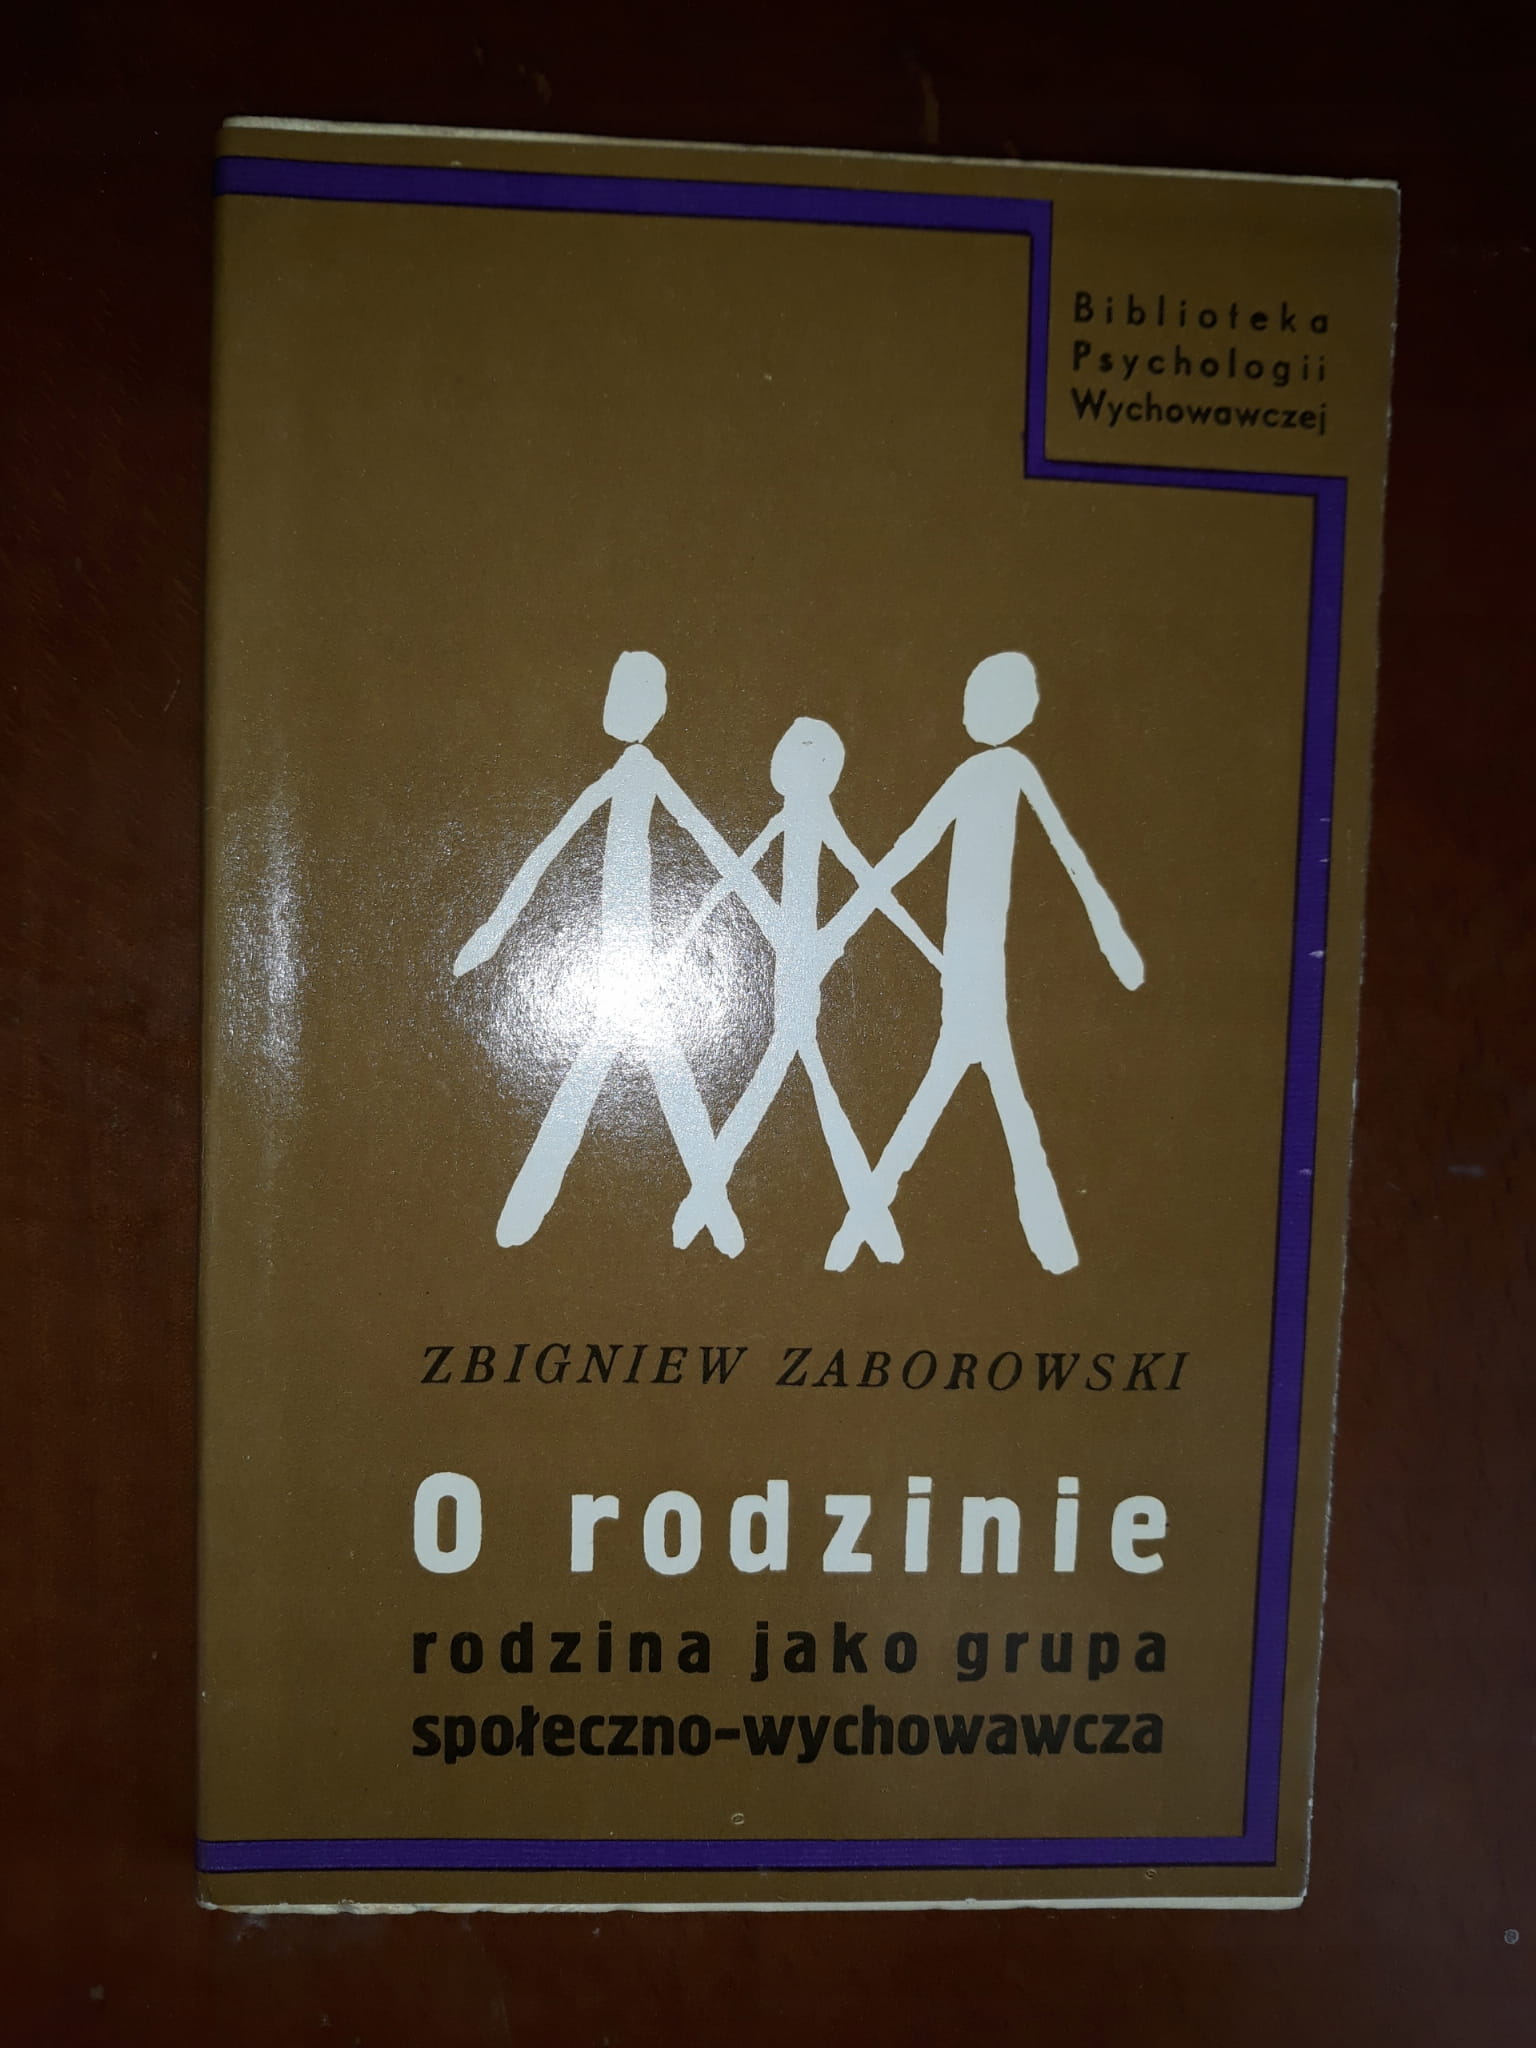 Biblioteka
Psychologii
Wychowawczej
ZBIGNIEW ZABOROWSKI
O rodzinie
rodzina jako grupa
społeczno-wychowawcza